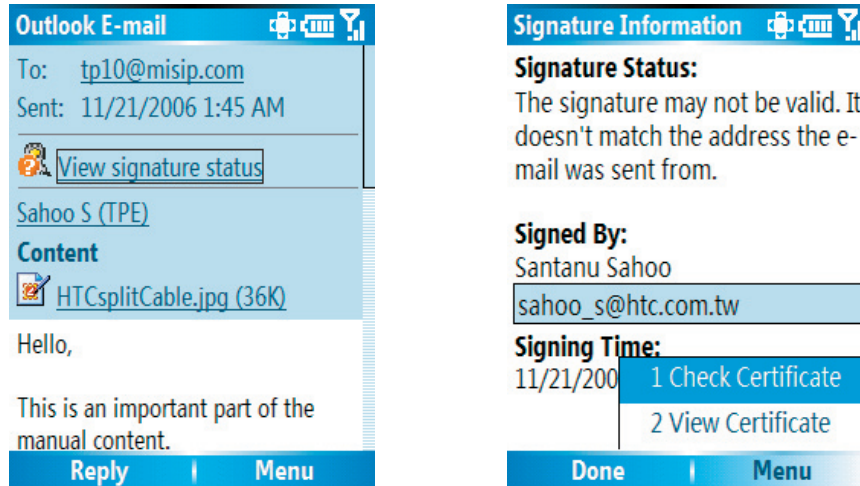 Outlook E-mail
To: tp10@misip.com
Sent: 11/21/2006 1:45 AM
View signature status
Sahoo S (TPE)
Content
HTCsplitCable.jpg (36K)
Hello,
This is an important part of the
manual content.
Reply Menu
Signature Information
Signature Status:
The signature may not be valid. It
doesn't match the address the e-
mail was sent from.
Signed By:
Santanu Sahoo
sahoo_s@htc.com.tw
Signing Time:
11/21/200
1 Check Certificate
2 View Certificate
Done Menu